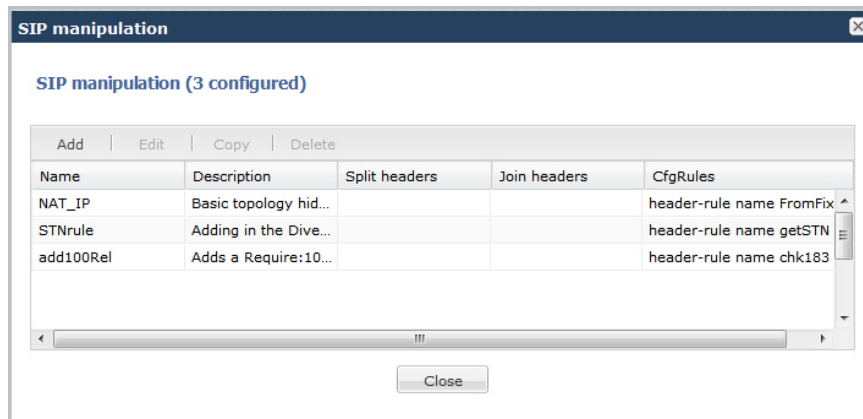 SIP manipulation
SIP manipulation (3 configured)
Add Edit Copy Delete
Name Description Split headers Join headers CfgRules
NAT_IP Basic topology hid... header-rule name FromFix
STNrule Adding in the Dive... header-rule name getSTN
add100Rel Adds a Require:10... header-rule name chk183
Close